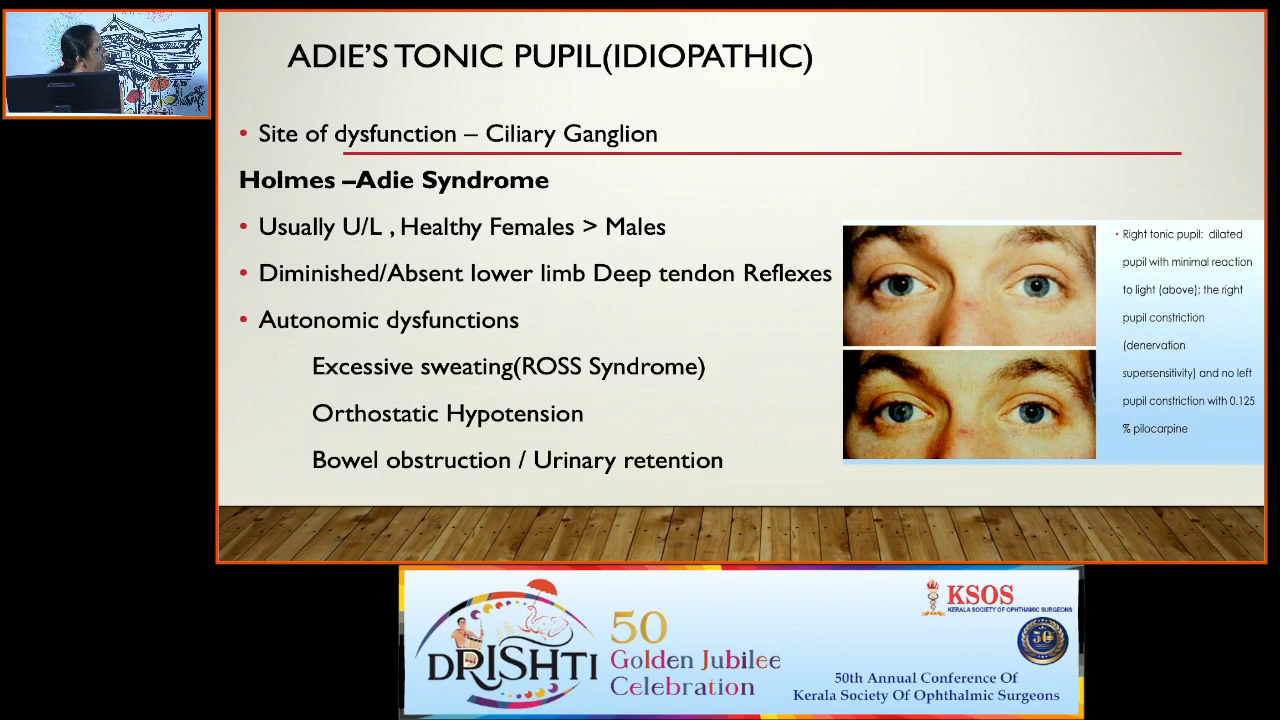 ADIE'S TONIC PUPIL(IDIOPATHIC)
• Site of dysfunction – Ciliary Ganglion
Holmes –Adie Syndrome
• Usually U/L , Healthy Females > Males
• Diminished/Absent lower limb Deep tendon Reflexes
• Autonomic dysfunctions
Excessive sweating(ROSS Syndrome)
Orthostatic Hypotension
Bowel obstruction / Urinary retention
• Right tonic pupil: dilated
pupil with minimal reaction
to light (above); the right
pupil constriction
(denervation
supersensitivity) and no left
pupil constriction with 0.125
% pilocarpine
DRISHTI
50
Golden Jubilee
Celebration
KSOS
KERALA SOCIETY OF OPHTHAMIC SURGEONS
50
50th Annual Conference Of
Kerala Society Of Ophthalmic Surgeons